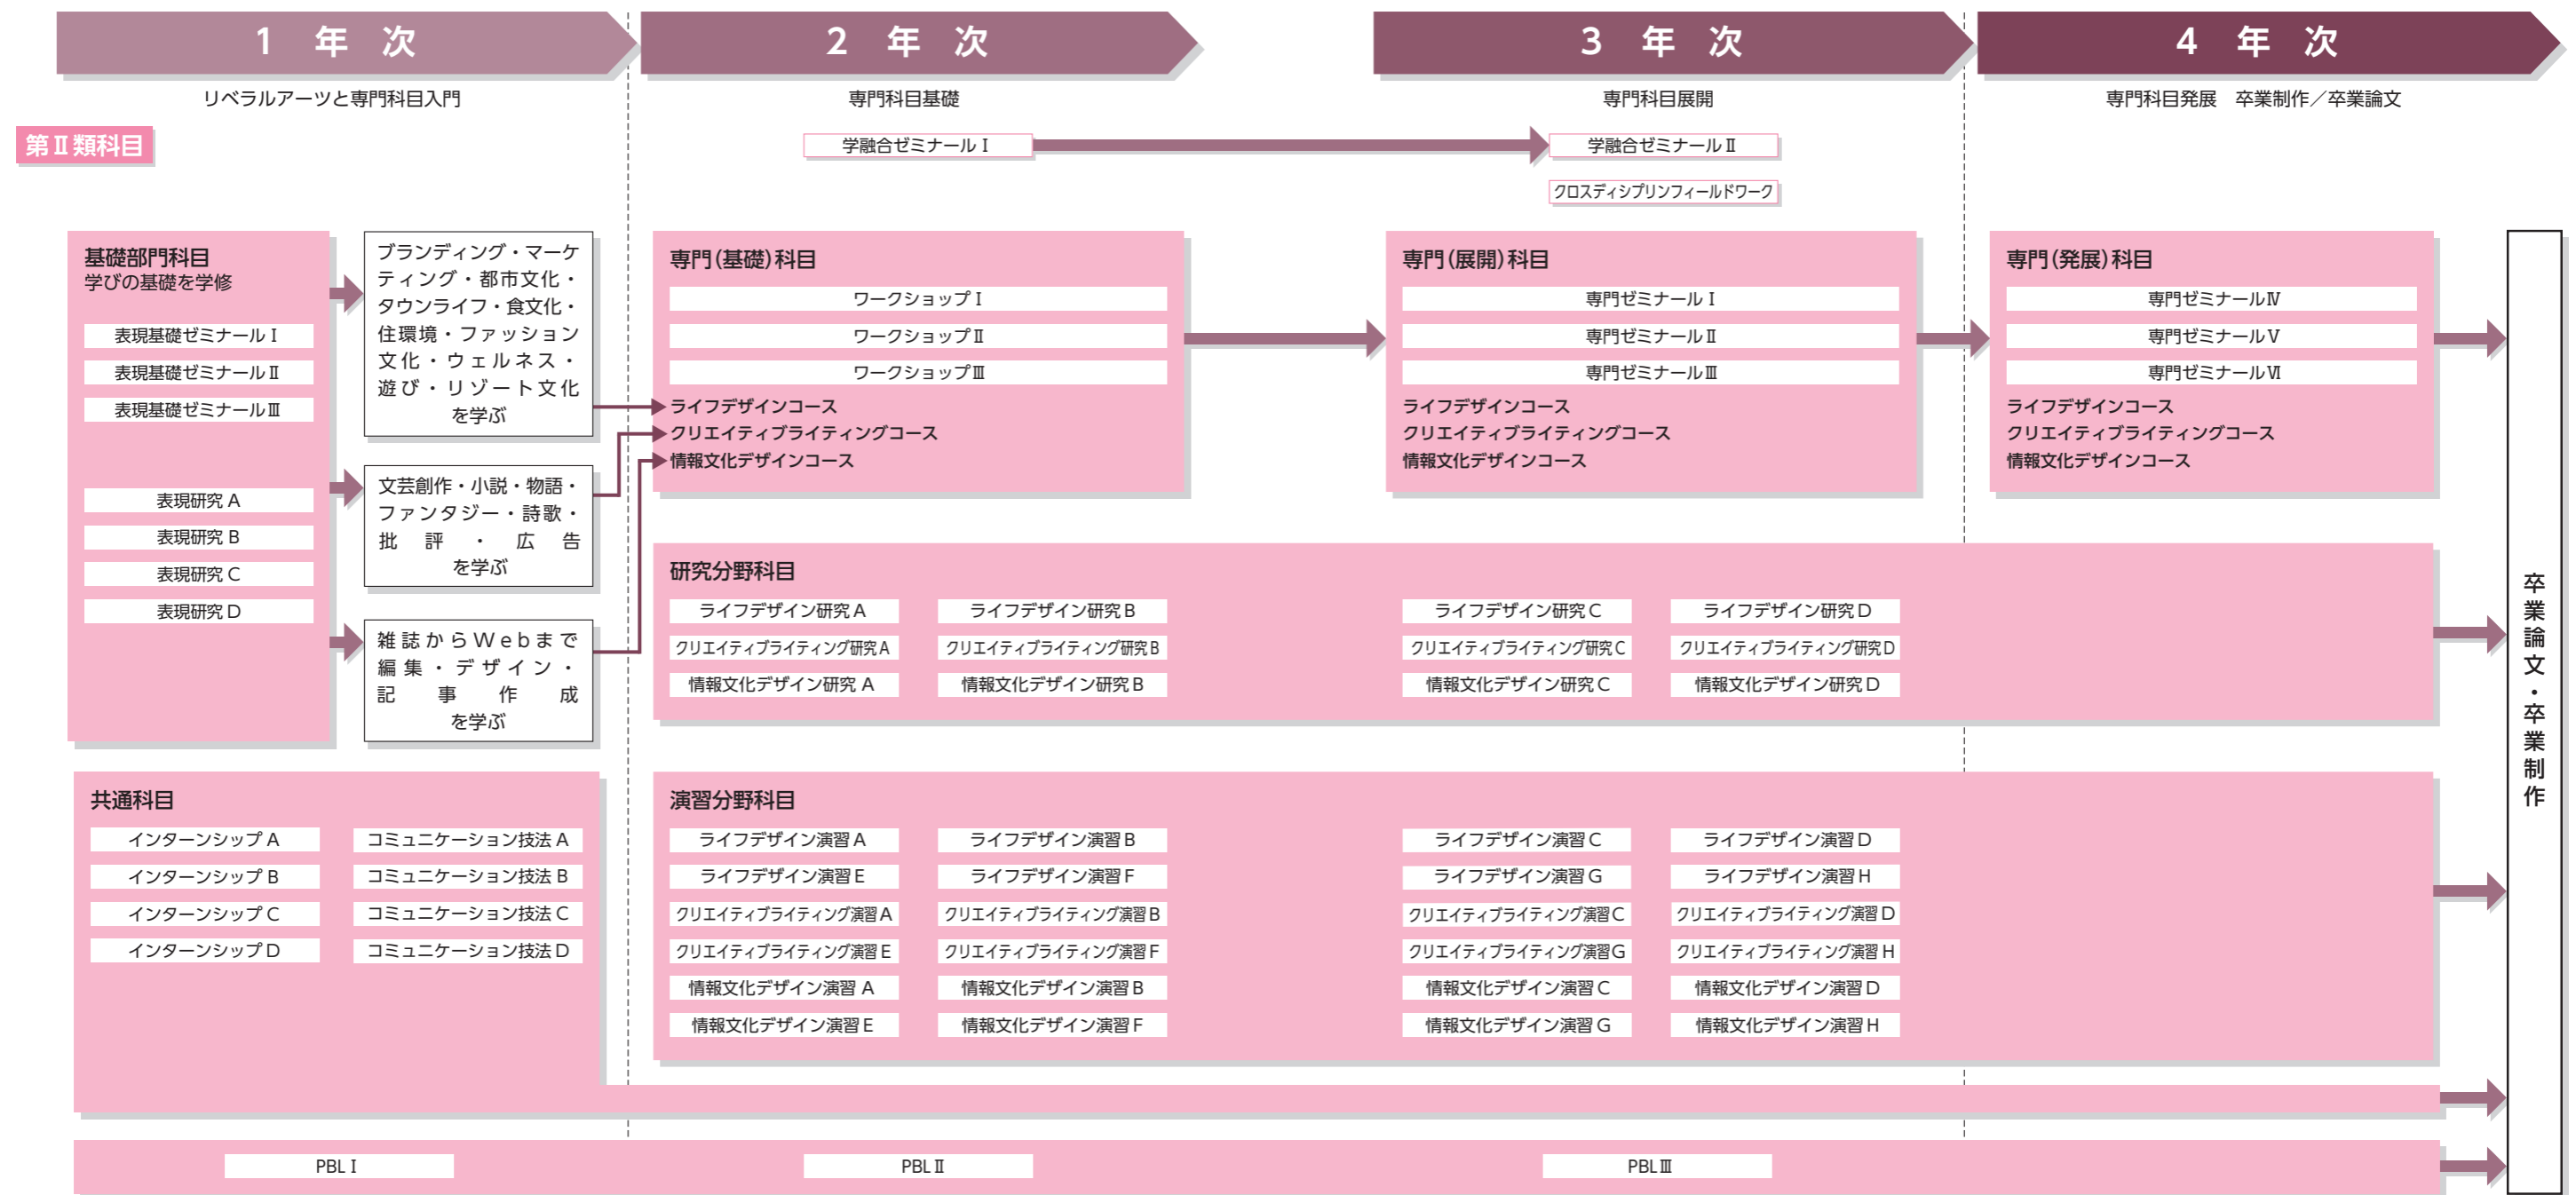 1 年 次
2 年 次
3 年 次
4 年 次
リベラルアーツと専門科目入門
専門科目基礎
専門科目展開
専門科目発展　卒業制作／卒業論文
第Ⅱ類科目
学融合ゼミナールⅠ
学融合ゼミナールⅡ
クロスディシプリンフィールドワーク
基礎部門科目
学びの基礎を学修
表現基礎ゼミナールⅠ
表現基礎ゼミナールⅡ
表現基礎ゼミナールⅢ
表現研究 A
表現研究 B
表現研究 C
表現研究 D
ブランディング・マーケ
ティング・都市文化・
タウンライフ・食文化・
住環境・ファッション
文化・ウェルネス・
遊び・リゾート文化
を学ぶ
文芸創作・小説・物語・
ファンタジー・詩歌・
批評・広告
を学ぶ
雑誌からWebまで
編集・デザイン・
記事作成
を学ぶ
専門(基礎)科目
ワークショップⅠ
ワークショップⅡ
ワークショップⅢ
ライフデザインコース
クリエイティブライティングコース
情報文化デザインコース
専門(展開)科目
専門ゼミナールⅠ
専門ゼミナールⅡ
専門ゼミナールⅢ
ライフデザインコース
クリエイティブライティングコース
情報文化デザインコース
専門(発展)科目
専門ゼミナールⅣ
専門ゼミナールⅤ
専門ゼミナールⅥ
ライフデザインコース
クリエイティブライティングコース
情報文化デザインコース
研究分野科目
ライフデザイン研究A
ライフデザイン研究B
ライフデザイン研究C
ライフデザイン研究D
クリエイティブライティング研究A
クリエイティブライティング研究B
クリエイティブライティング研究C
クリエイティブライティング研究D
情報文化デザイン研究 A
情報文化デザイン研究B
情報文化デザイン研究C
情報文化デザイン研究D
共通科目
インターンシップ A
コミュニケーション技法 A
インターンシップ B
コミュニケーション技法 B
インターンシップ C
コミュニケーション技法 C
インターンシップ D
コミュニケーション技法 D
演習分野科目
ライフデザイン演習A
ライフデザイン演習B
ライフデザイン演習C
ライフデザイン演習D
ライフデザイン演習E
ライフデザイン演習F
ライフデザイン演習G
ライフデザイン演習H
クリエイティブライティング演習A
クリエイティブライティング演習B
クリエイティブライティング演習C
クリエイティブライティング演習D
クリエイティブライティング演習E
クリエイティブライティング演習F
クリエイティブライティング演習G
クリエイティブライティング演習H
情報文化デザイン演習 A
情報文化デザイン演習B
情報文化デザイン演習C
情報文化デザイン演習D
情報文化デザイン演習E
情報文化デザイン演習F
情報文化デザイン演習G
情報文化デザイン演習H
PBLⅠ
PBLⅡ
PBLⅢ
卒業論文・卒業制作